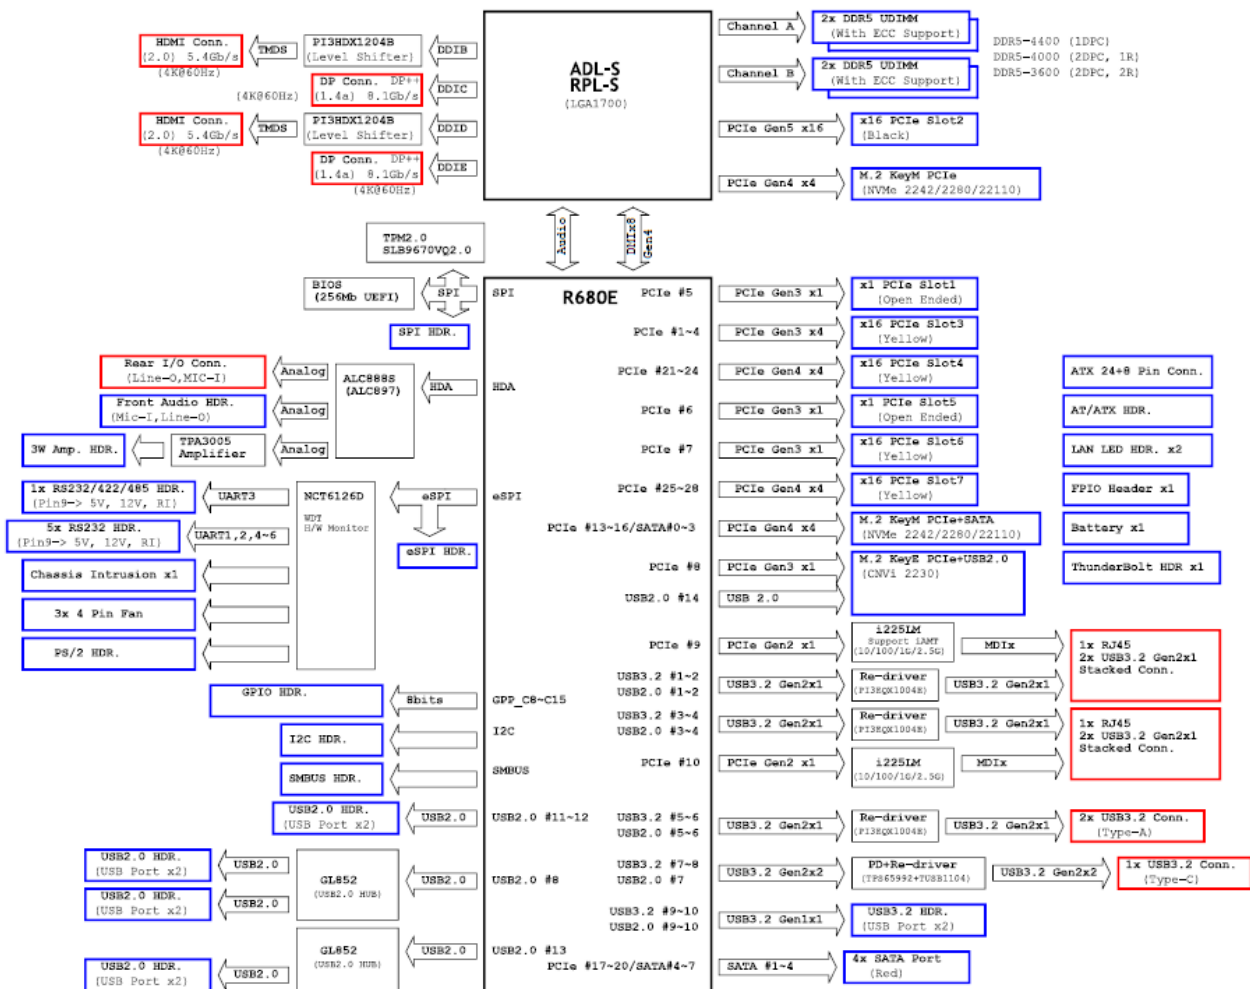 HDMI Conn.
(2.0) 5.4Gb/s
(4K@60Hz)
TMDS
PI3HDX1204B
(Level Shifter)
DDIB
DP Conn. DP++
(1.4a) 8.1Gb/s
(4K@60Hz)
DDIC
HDMI Conn.
(2.0) 5.4Gb/s
(4K@60Hz)
TMDS
PI3HDX1204B
(Level Shifter)
DDID
DP Conn. DP++
(1.4a) 8.1Gb/s
(4K@60Hz)
DDIE
ADL-S
RPL-S
(LGA1700)
Channel A
2x DDR5 UDIMM
(With ECC Support)
Channel B
2x DDR5 UDIMM
(With ECC Support)
DDR5-4400 (1DPC)
DDR5-4000 (2DPC, 1R)
DDR5-3600 (2DPC, 2R)
PCIe Gen5 x16
x16 PCIe Slot2
(Black)
PCIe Gen4 x4
M.2 KeyM PCIe
(NVMe 2242/2280/22110)
Audio
DMIx8
Gen4
TPM2.0
SLB9670VQ2.0
BIOS
(256Mb UEFI)
SPI
SPI
SPI HDR.
R680E
Rear I/O Conn.
(Line-O,MIC-I)
Analog
Front Audio HDR.
(Mic-I,Line-O)
Analog
3W Amp. HDR.
TPA3005
Amplifier
Analog
ALC888S
(ALC897)
HDA
HDA
1x RS232/422/485 HDR.
(Pin9-> 5V, 12V, RI)
UART3
5x RS232 HDR.
(Pin9-> 5V, 12V, RI)
UART1,2,4~6
Chassis Intrusion x1
3x 4 Pin Fan
PS/2 HDR.
NCT6126D
WDT
H/W Monitor
eSPI
eSPI
eSPI HDR.
GPIO HDR.
8bits
GPP_C8~C15
I2C HDR.
I2C
SMBUS HDR.
SMBUS
USB2.0 HDR.
(USB Port x2)
USB2.0
USB2.0 #11~12
USB2.0 HDR.
(USB Port x2)
USB2.0
USB2.0 HDR.
(USB Port x2)
USB2.0
GL852
(USB2.0 HUB)
USB2.0
USB2.0 #8
USB2.0 HDR.
(USB Port x2)
USB2.0
GL852
(USB2.0 HUB)
USB2.0
USB2.0 #13
PCIe #5
PCIe Gen3 x1
x1 PCIe Slot1
(Open Ended)
PCIe #1~4
PCIe Gen3 x4
x16 PCIe Slot3
(Yellow)
PCIe #21~24
PCIe Gen4 x4
x16 PCIe Slot4
(Yellow)
PCIe #6
PCIe Gen3 x1
x1 PCIe Slot5
(Open Ended)
PCIe #7
PCIe Gen3 x1
x16 PCIe Slot6
(Yellow)
PCIe #25~28
PCIe Gen4 x4
x16 PCIe Slot7
(Yellow)
PCIe #13~16/SATA#0~3
PCIe Gen4 x4
M.2 KeyM PCIe+SATA
(NVMe 2242/2280/22110)
PCIe #8
PCIe Gen3 x1
M.2 KeyE PCIe+USB2.0
(CNVi 2230)
USB2.0 #14
USB 2.0
ATX 24+8 Pin Conn.
AT/ATX HDR.
LAN LED HDR. x2
FPIO Header x1
Battery x1
ThunderBolt HDR x1
PCIe #9
PCIe Gen2 x1
i225LM
Support iAMT
(10/100/1G/2.5G)
MDIx
USB3.2 #1~2
USB2.0 #1~2
USB3.2 Gen2x1
Re-driver
(PI3EQX1004E)
USB3.2 Gen2x1
1x RJ45
2x USB3.2 Gen2x1
Stacked Conn.
USB3.2 #3~4
USB2.0 #3~4
USB3.2 Gen2x1
Re-driver
(PI3EQX1004E)
USB3.2 Gen2x1
PCIe #10
PCIe Gen2 x1
i225LM
(10/100/1G/2.5G)
MDIx
1x RJ45
2x USB3.2 Gen2x1
Stacked Conn.
USB3.2 #5~6
USB2.0 #5~6
USB3.2 Gen2x1
Re-driver
(PI3EQX1004E)
USB3.2 Gen2x1
2x USB3.2 Conn.
(Type-A)
USB3.2 #7~8
USB2.0 #7
USB3.2 Gen2x2
PD+Re-driver
(TPS65992+TUSB1104)
USB3.2 Gen2x2
1x USB3.2 Conn.
(Type-C)
USB3.2 #9~10
USB2.0 #9~10
USB3.2 Gen1x1
USB3.2 HDR.
(USB Port x2)
PCIe #17~20/SATA#4~7
SATA #1~4
4x SATA Port
(Red)